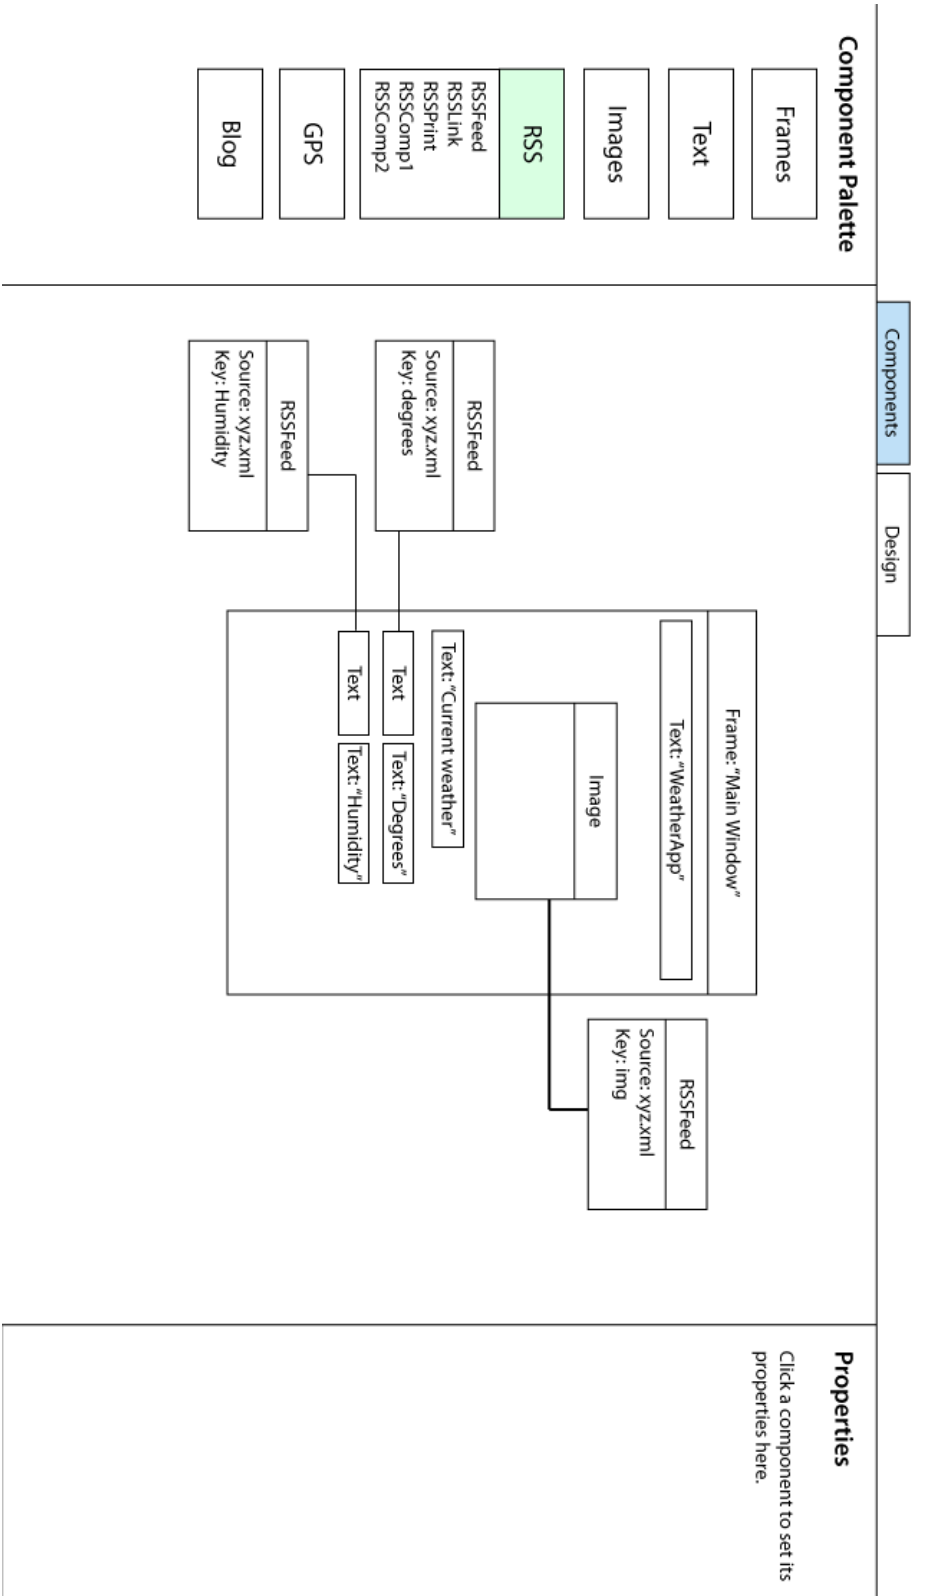 Components
Design
Component Palette
Frames
Text
Images
RSS
RSSFeed
RSSLink
RSSPrint
RSSComp1
RSSComp2
GPS
Blog
RSSFeed
Source: xyz.xml
Key: degrees
RSSFeed
Source: xyz.xml
Key: Humidity
Frame: “Main Window”
Text: “WeatherApp”
Image
Text: “Current weather”
Text
Text: “Degrees”
Text
Text: “Humidity”
RSSFeed
Source: xyz.xml
Key: img
Properties
Click a component to set its
properties here.